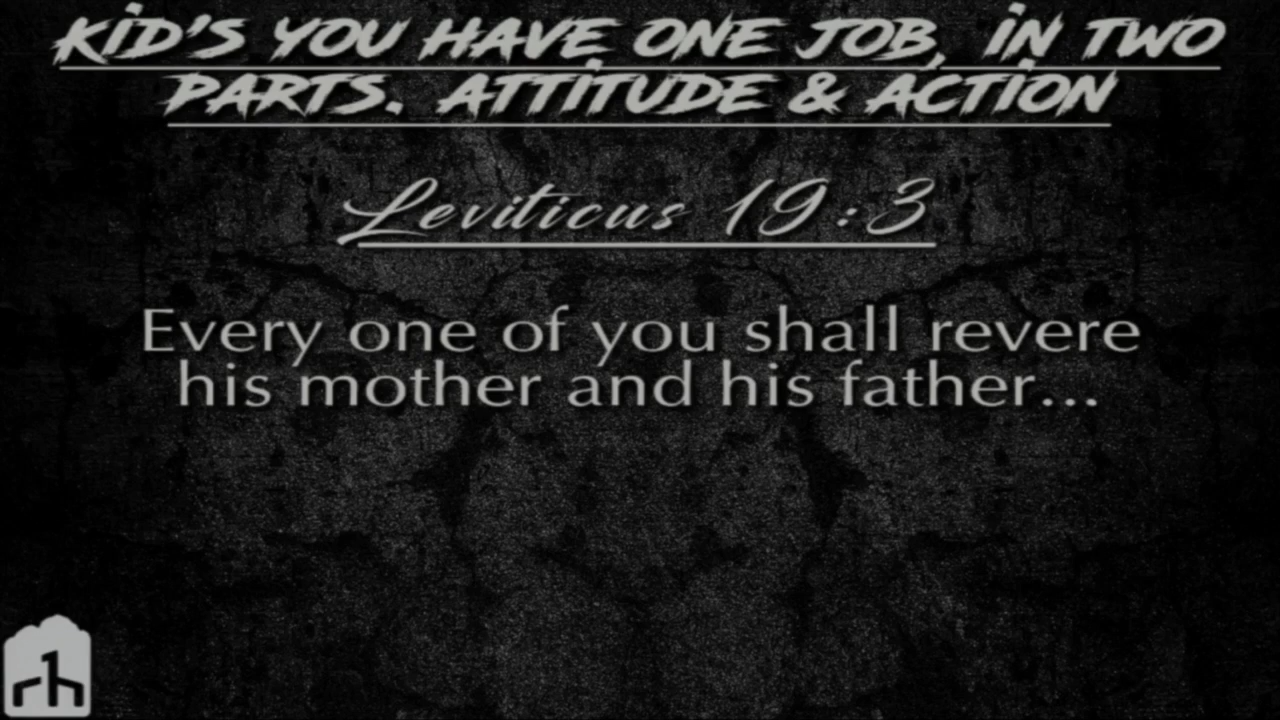 KID'S YOU HAVE ONE JOB, IN TWO
PARTS. ATTITUDE & ACTION
Leviticus 19:3
Every one of you shall revere
his mother and his father...